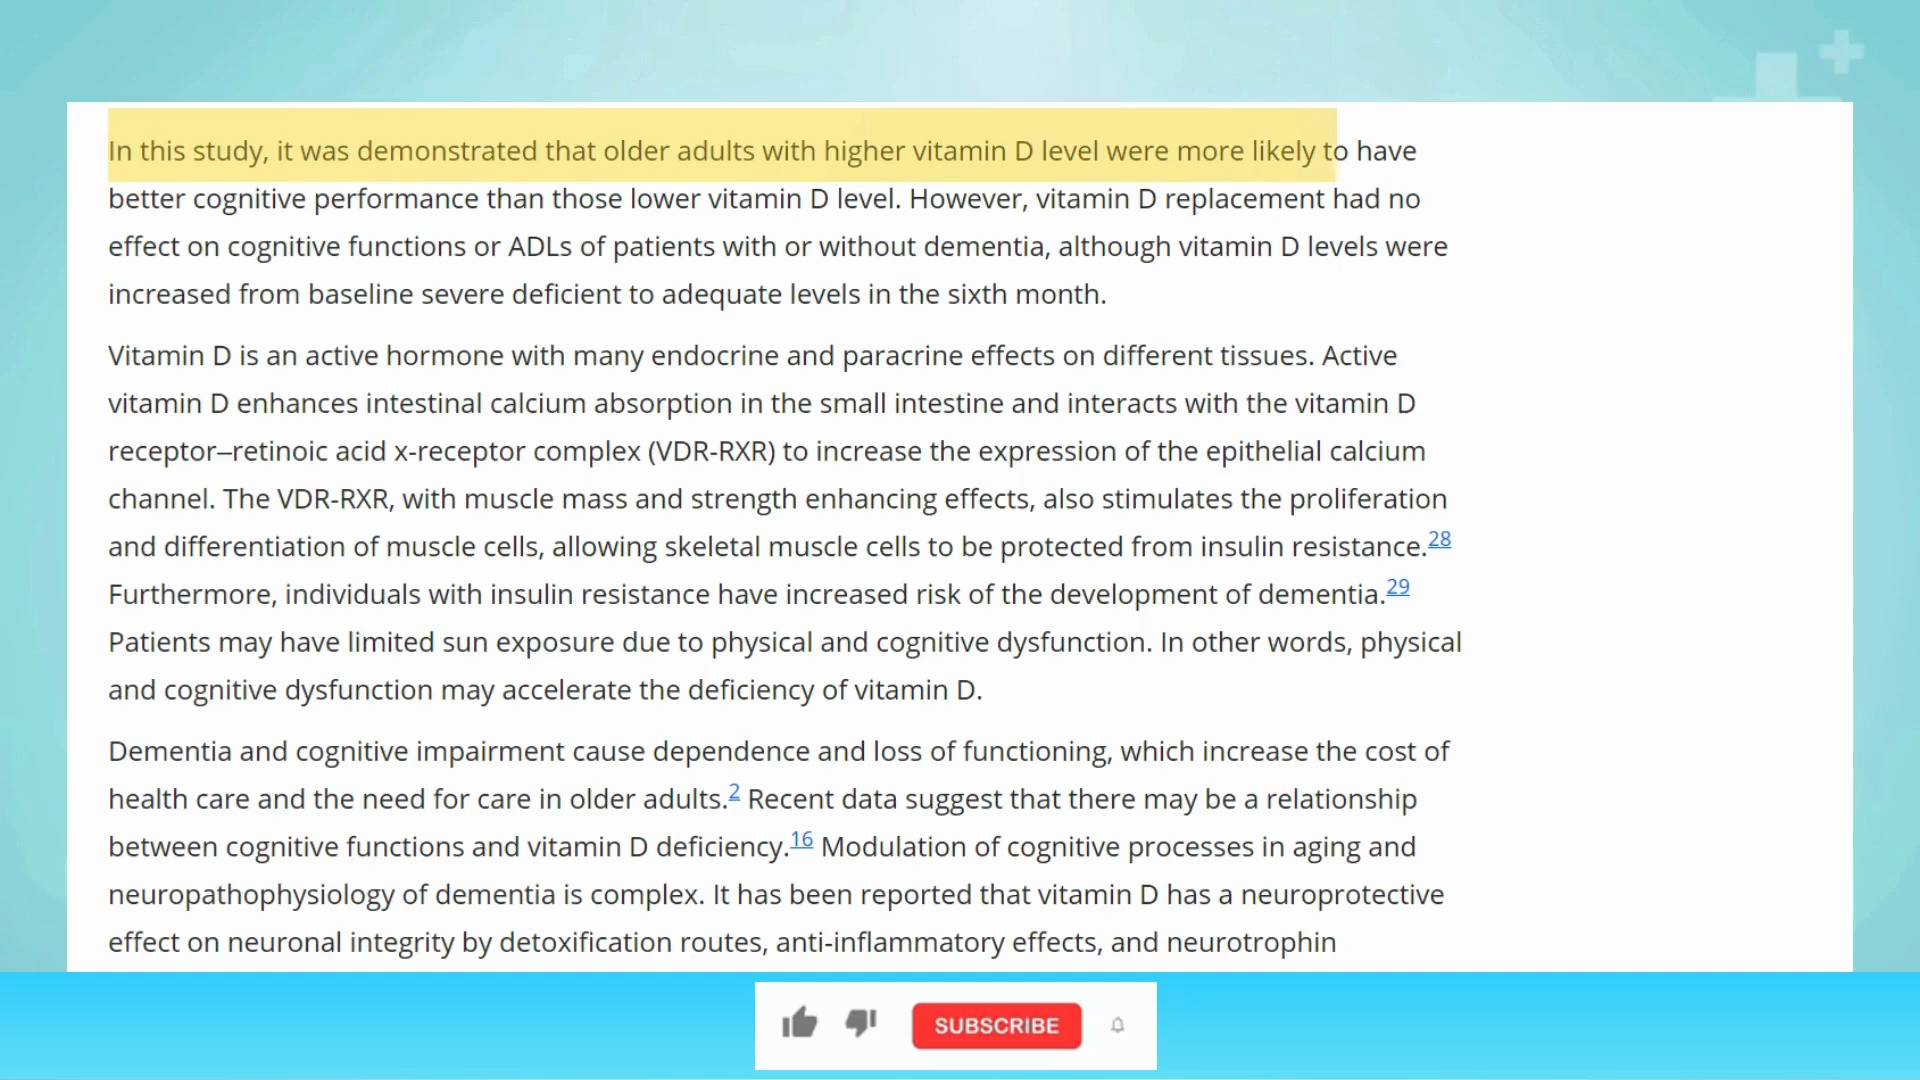 In this study, it was demonstrated that older adults with higher vitamin D level were more likely to have
better cognitive performance than those lower vitamin D level. However, vitamin D replacement had no
effect on cognitive functions or ADLs of patients with or without dementia, although vitamin D levels were
increased from baseline severe deficient to adequate levels in the sixth month.
Vitamin D is an active hormone with many endocrine and paracrine effects on different tissues. Active
vitamin D enhances intestinal calcium absorption in the small intestine and interacts with the vitamin D
receptor–retinoic acid x-receptor complex (VDR-RXR) to increase the expression of the epithelial calcium
channel. The VDR-RXR, with muscle mass and strength enhancing effects, also stimulates the proliferation
and differentiation of muscle cells, allowing skeletal muscle cells to be protected from insulin resistance.28
Furthermore, individuals with insulin resistance have increased risk of the development of dementia.29
Patients may have limited sun exposure due to physical and cognitive dysfunction. In other words, physical
and cognitive dysfunction may accelerate the deficiency of vitamin D.
Dementia and cognitive impairment cause dependence and loss of functioning, which increase the cost of
health care and the need for care in older adults.2 Recent data suggest that there may be a relationship
between cognitive functions and vitamin D deficiency.16 Modulation of cognitive processes in aging and
neuropathophysiology of dementia is complex. It has been reported that vitamin D has a neuroprotective
effect on neuronal integrity by detoxification routes, anti-inflammatory effects, and neurotrophin
SUBSCRIBE